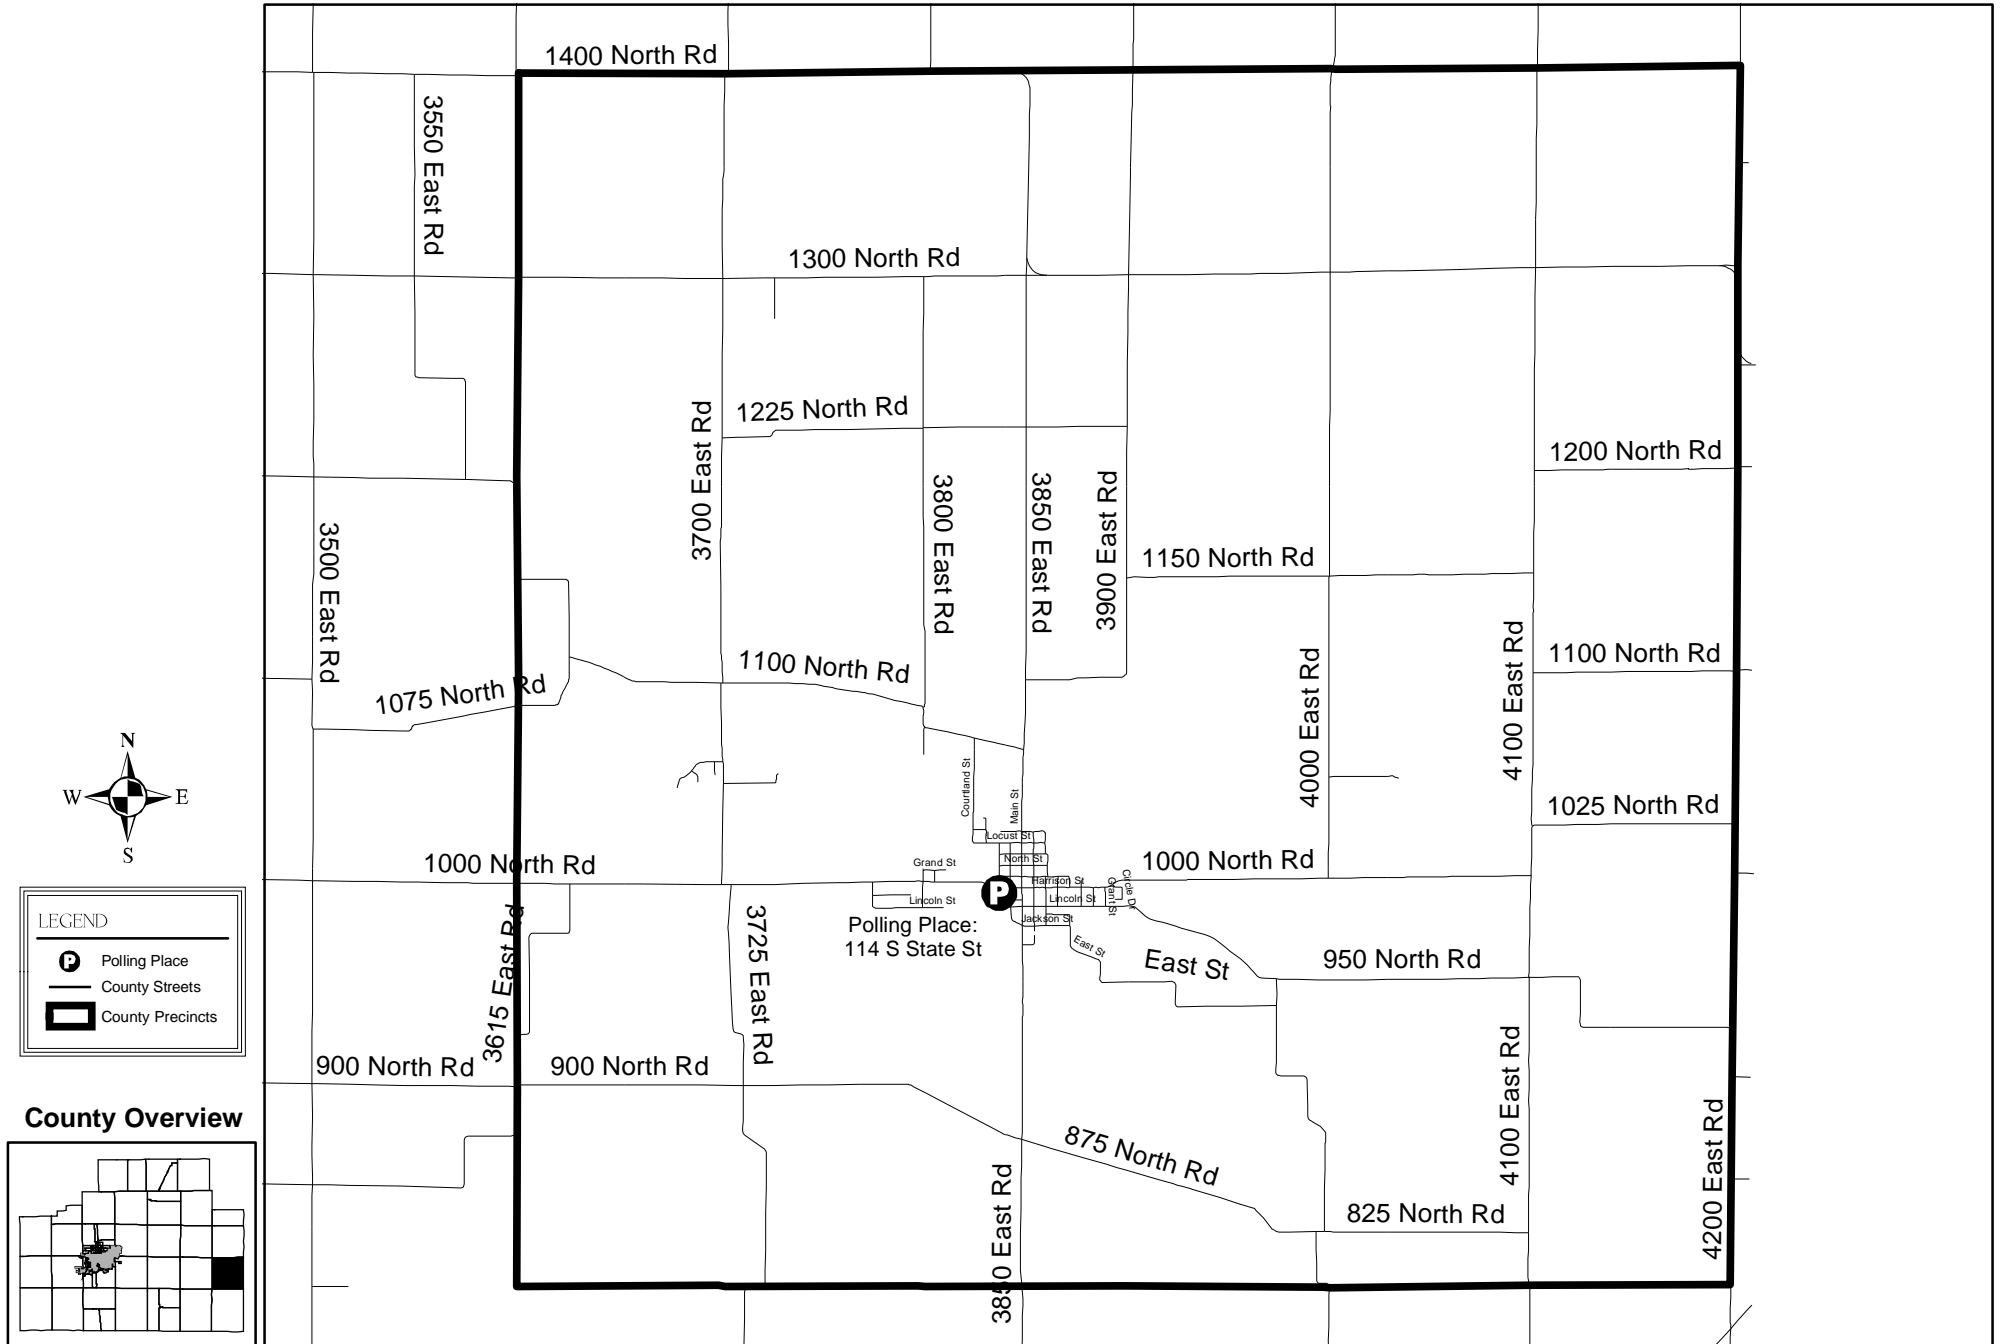 1400 North Rd
3550 East Rd
1300 North Rd
1225 North Rd
3700 East Rd
3800 East Rd
3850 East Rd
3900 East Rd
1200 North Rd
3500 East Rd
1150 North Rd
1100 North Rd
1100 North Rd
4100 East Rd
4000 East Rd
1075 North Rd
N
W
E
S
Courtland St
Main St
1025 North Rd
Locust St
North St
1000 North Rd
Grand St
1000 North Rd
Harrison St
Circle Dr
Grant St
P
Lincoln St
Lincoln St
Jackson St
Polling Place:
114 S State St
East St
East St
950 North Rd
3615 East Rd
3725 East Rd
LEGEND
P Polling Place
County Streets
County Precincts
900 North Rd
900 North Rd
4100 East Rd
County Overview
875 North Rd
4200 East Rd
3850 East Rd
825 North Rd